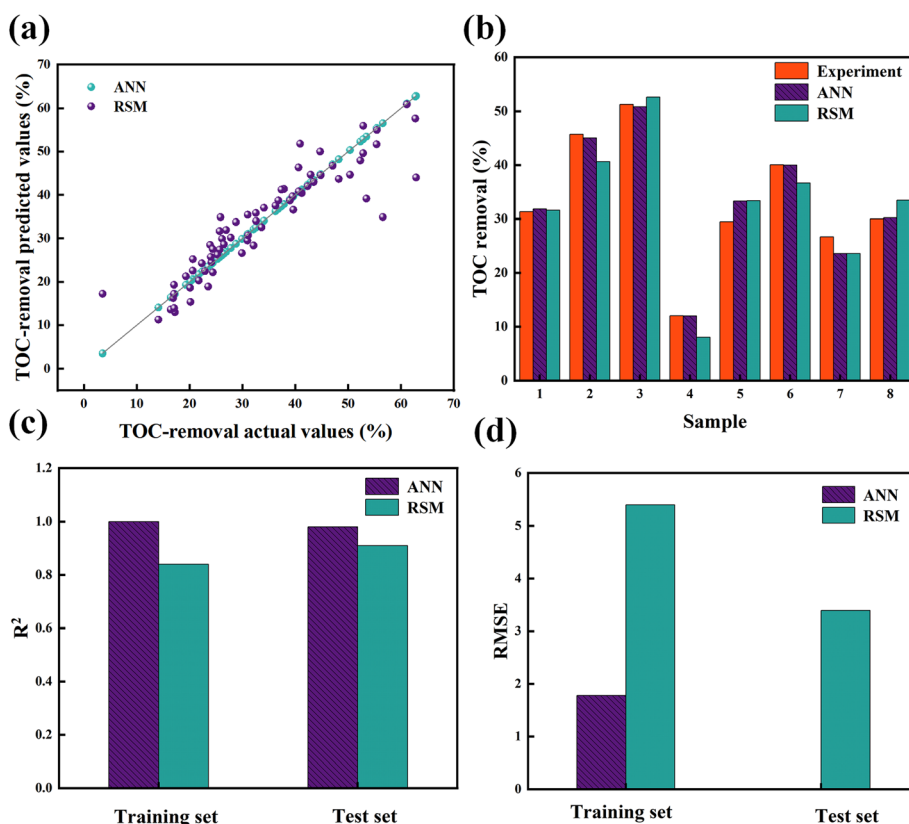 (a)
TOC-removal predicted values (%)
70
60
50
40
30
20
10
0
ANN
RSM
0 10 20 30 40 50 60 70
TOC-removal actual values (%)
(b)
TOC removal (%)
60
50
40
30
20
10
0
Experiment
ANN
RSM
1 2 3 4 5 6 7 8
Sample
(c)
R²
1.2
1.0
0.8
0.6
0.4
0.2
0.0
ANN
RSM
Training set Test set
(d)
RMSE
6
5
4
3
2
1
0
ANN
RSM
Training set Test set